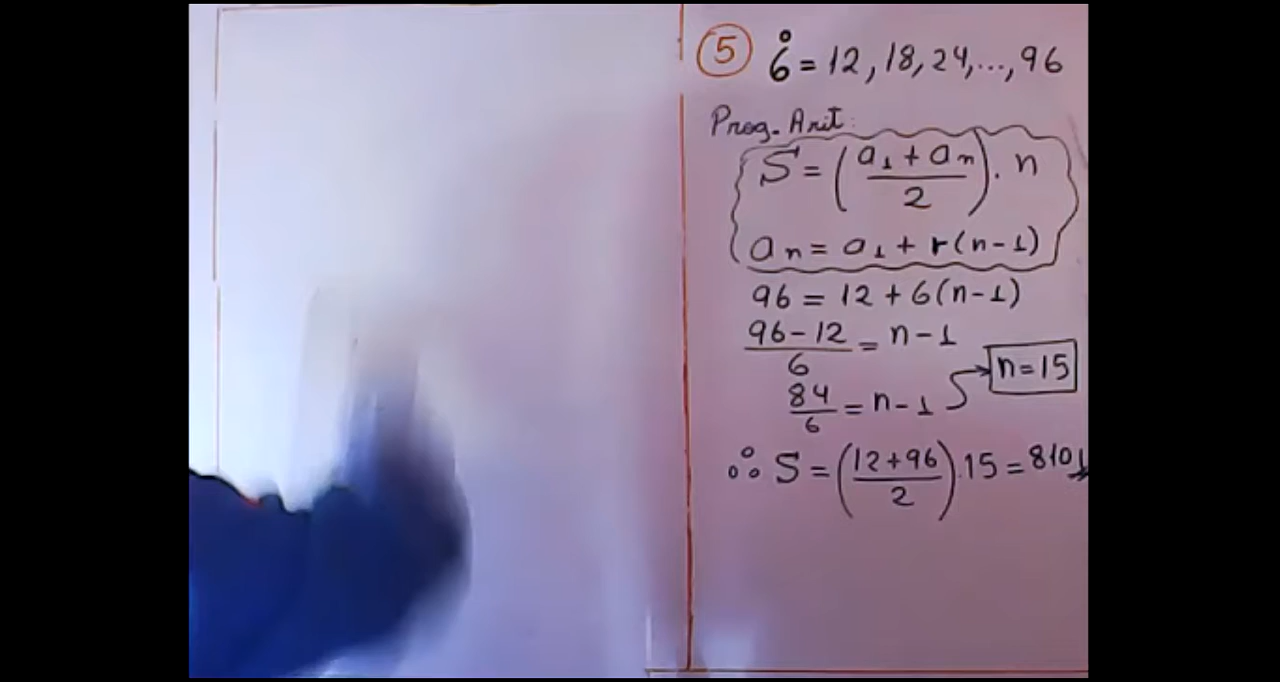 5 6̊ = 12, 18, 24, ..., 96
Prog. Arit:
S = ( a₁ + aₙ / 2 ) . n
aₙ = a₁ + r (n - 1)
96 = 12 + 6 (n - 1)
96 - 12 / 6 = n - 1
84 / 6 = n - 1 → n = 15
∴ S = ( 12 + 96 / 2 ) . 15 = 810